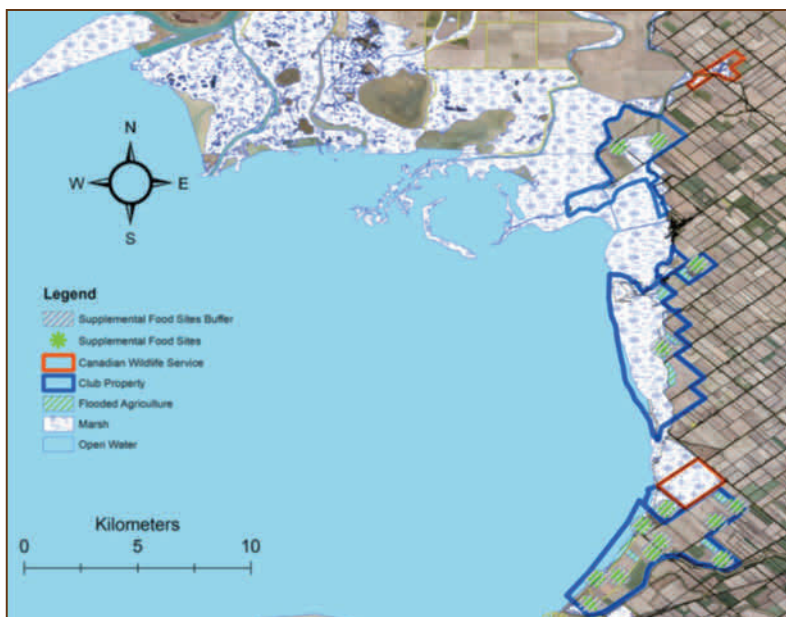 N
W E
S
Legend
Supplemental Food Sites Buffer
Supplemental Food Sites
Canadian Wildlife Service
Club Property
Flooded Agriculture
Marsh
Open Water
Kilometers
0 5 10